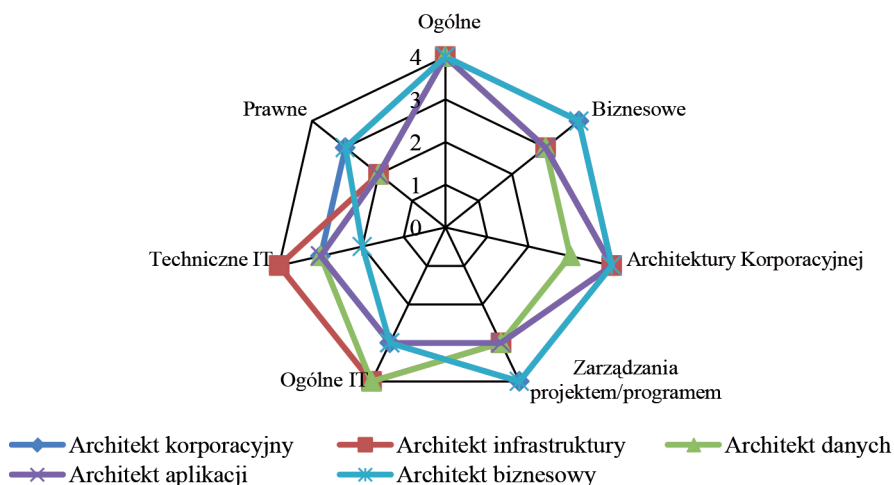 Ogólne
4
Prawne
3
Biznesowe
2
1
0
Techniczne IT
Architektury Korporacyjnej
Ogólne IT
Zarządzania
projektem/programem
Architekt korporacyjny
Architekt infrastruktury
Architekt danych
Architekt aplikacji
Architekt biznesowy